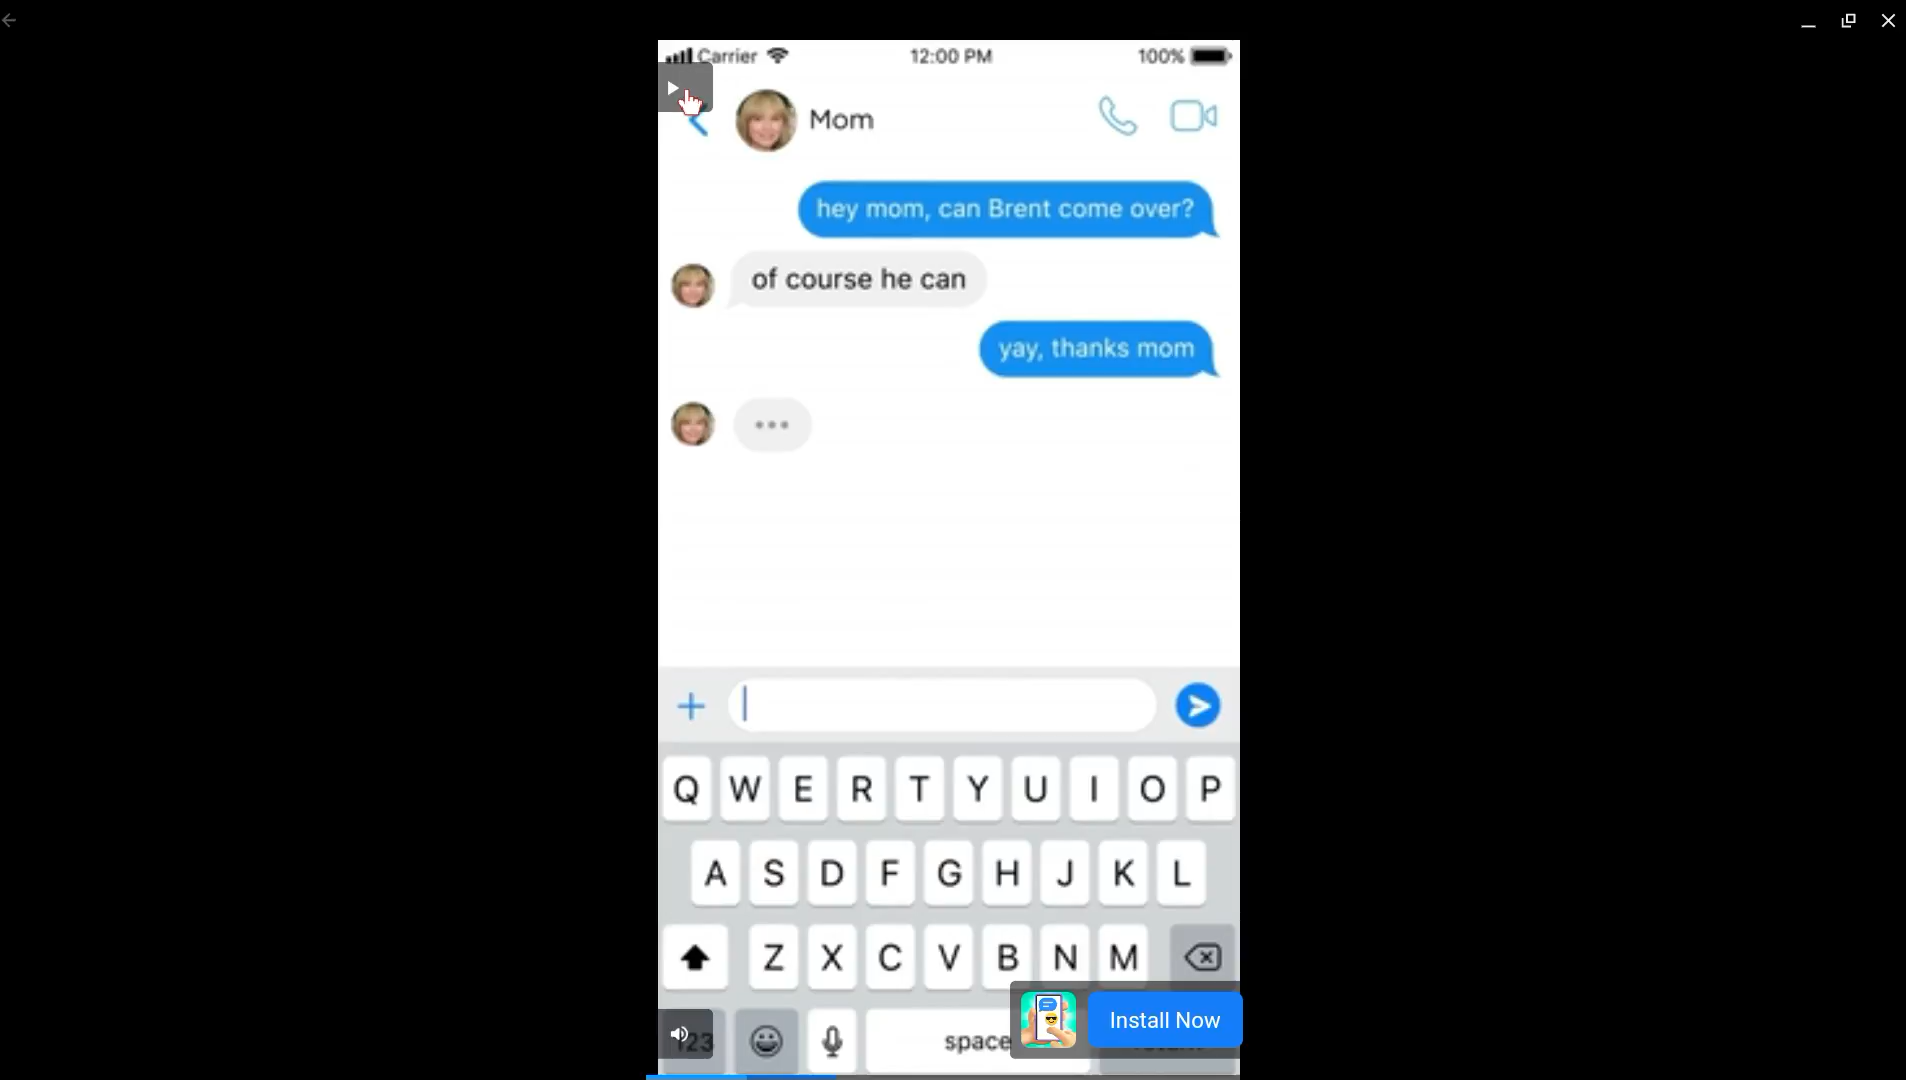 Carrier 12:00 PM 100%
Mom
hey mom, can Brent come over?
of course he can
yay, thanks mom
Q W E R T Y U I O P
A S D F G H J K L
Z X C V B N M
123 space
Install Now